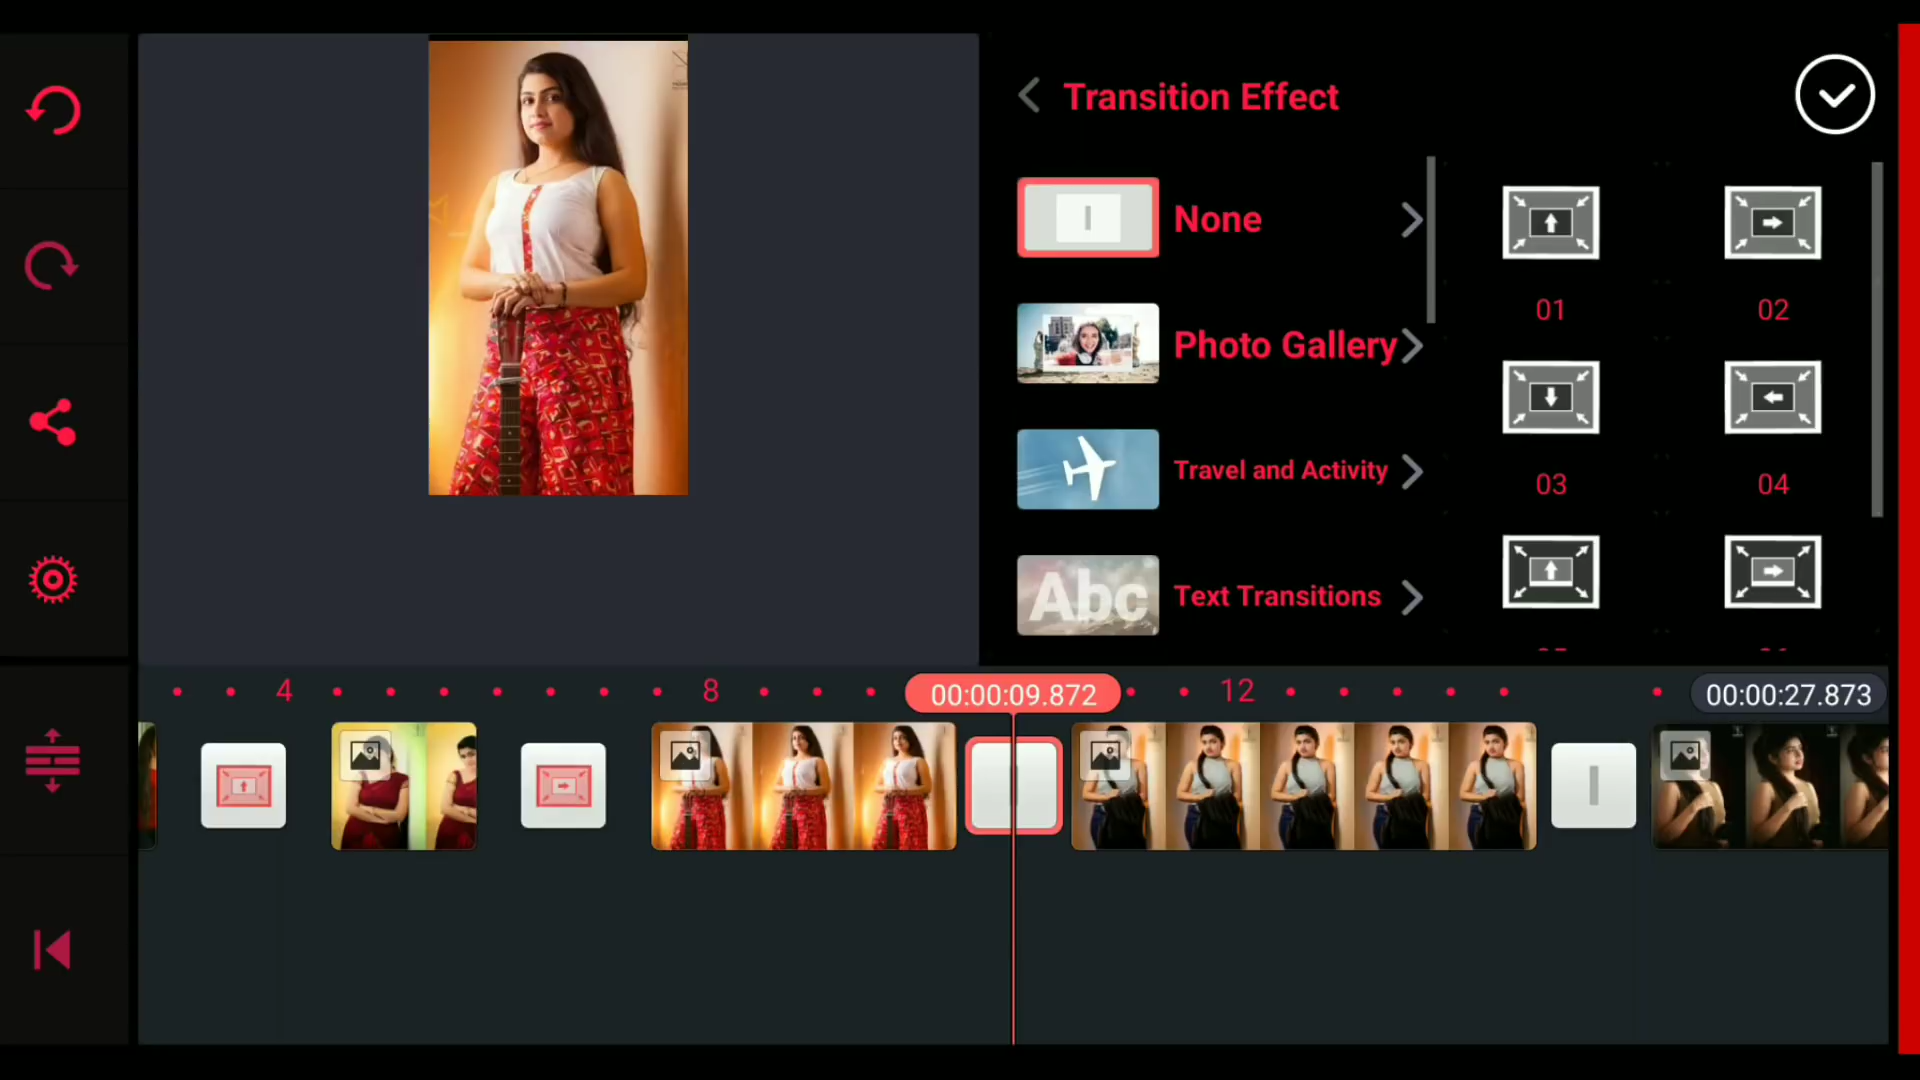 Transition Effect
None
Photo Gallery
Travel and Activity
Abc
Text Transitions
01
02
03
04
4
8
00:00:09.872
12
00:00:27.873